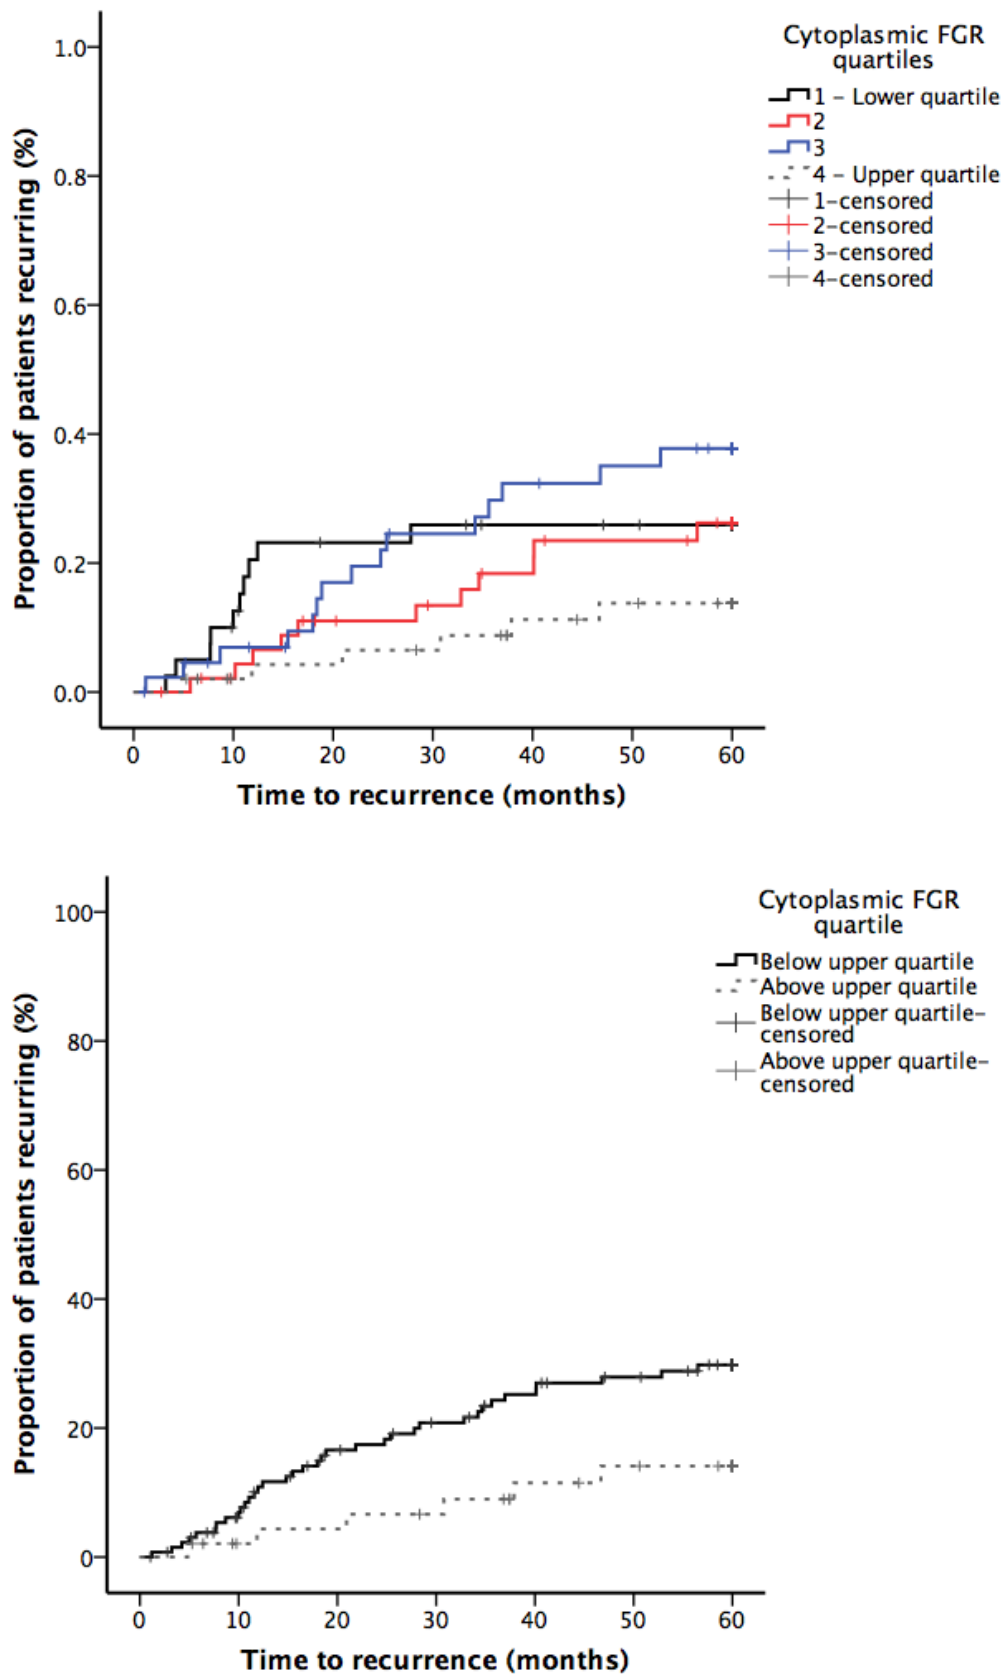 Cytoplasmic FGR
quartiles
1 – Lower quartile
2
3
4 – Upper quartile
1-censored
2-censored
3-censored
4-censored
Proportion of patients recurring (%)
1.0
0.8
0.6
0.4
0.2
0.0
0 10 20 30 40 50 60
Time to recurrence (months)
Cytoplasmic FGR
quartile
Below upper quartile
Above upper quartile
Below upper quartile-
censored
Above upper quartile-
censored
Proportion of patients recurring (%)
100
80
60
40
20
0
0 10 20 30 40 50 60
Time to recurrence (months)